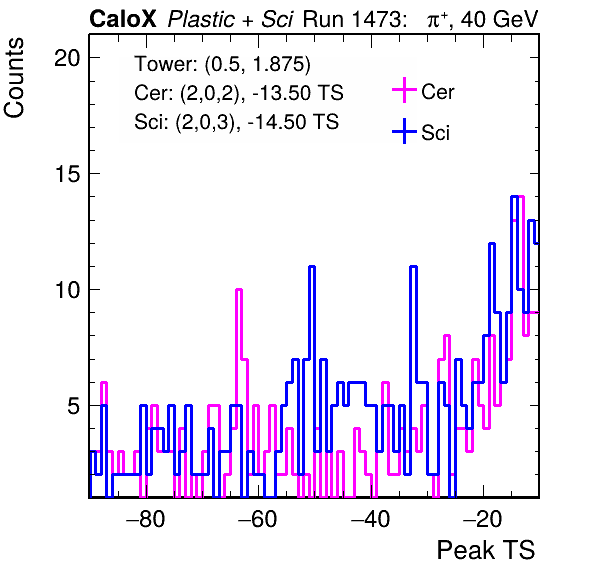 CaloX Plastic + Sci Run 1473: π⁺, 40 GeV
Counts
Tower: (0.5, 1.875)
Cer: (2,0,2), -13.50 TS
Sci: (2,0,3), -14.50 TS
Cer
Sci
20
15
10
5
−80 −60 −40 −20
Peak TS